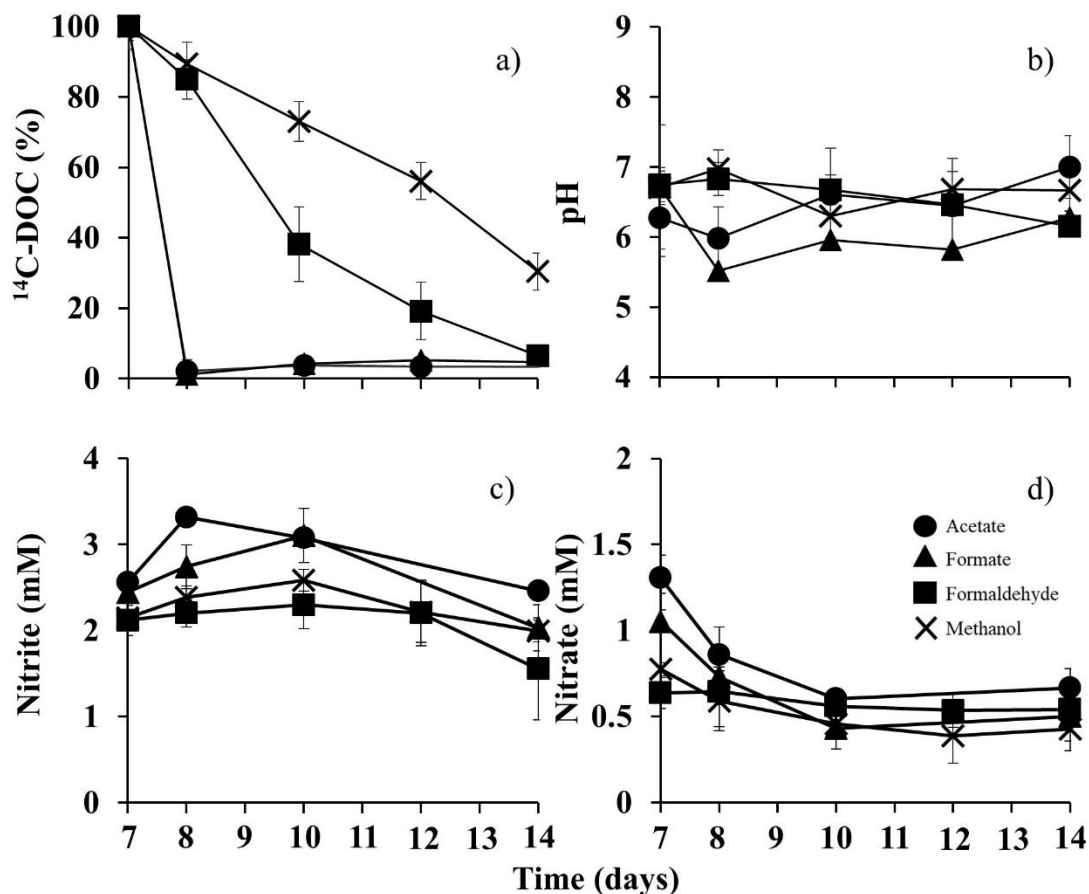 100
80
60
40
20
0
¹⁴C-DOC (%)
a)
9
8
7
6
5
4
pH
b)
4
3
2
1
0
Nitrite (mM)
c)
7 8 9 10 11 12 13 14
2
1.5
1
0.5
0
Nitrate (mM)
d)
Acetate
Formate
Formaldehyde
Methanol
7 8 9 10 11 12 13 14
Time (days)